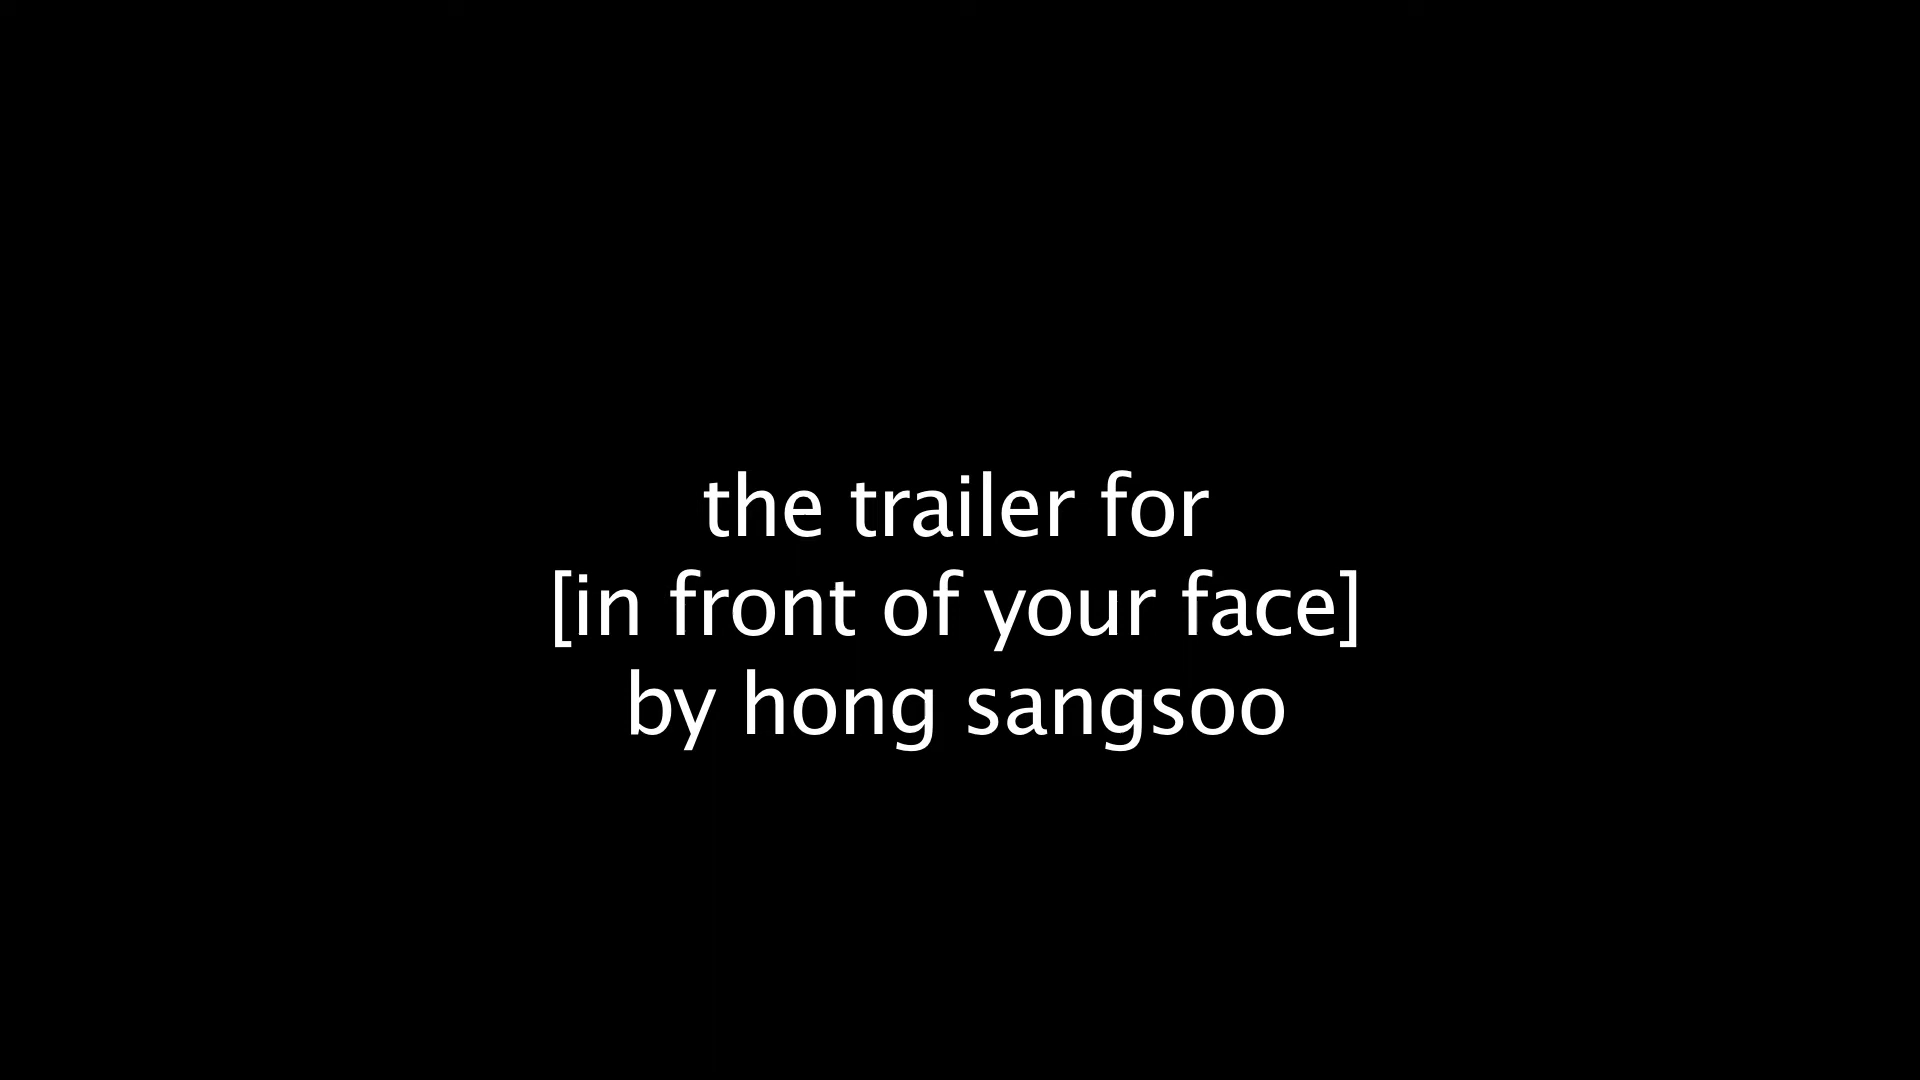 the trailer for
[in front of your face]
by hong sangsoo